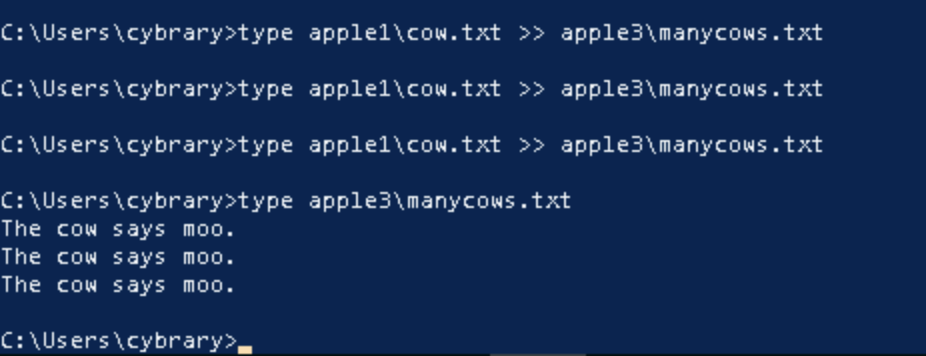 C:\Users\cybrary>type apple1\cow.txt >> apple3\manycows.txt
C:\Users\cybrary>type apple1\cow.txt >> apple3\manycows.txt
C:\Users\cybrary>type apple1\cow.txt >> apple3\manycows.txt
C:\Users\cybrary>type apple3\manycows.txt
The cow says moo.
The cow says moo.
The cow says moo.
C:\Users\cybrary>